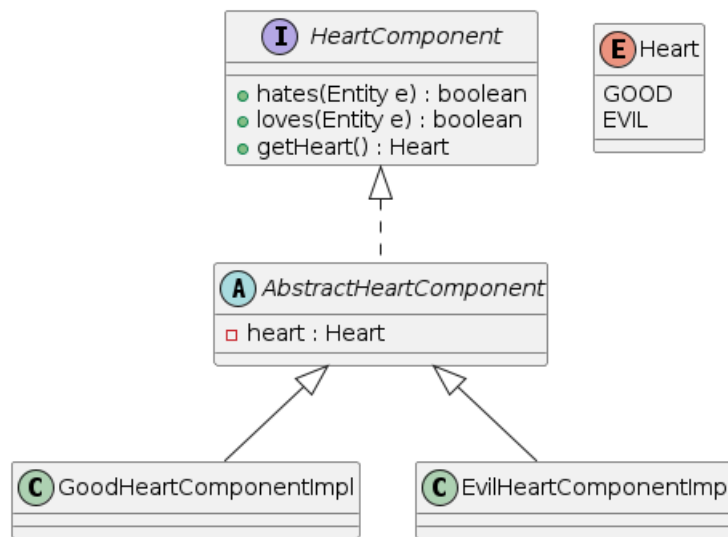 I HeartComponent
hates(Entity e) : boolean
loves(Entity e) : boolean
getHeart() : Heart
E Heart
GOOD
EVIL
A AbstractHeartComponent
heart : Heart
C GoodHeartComponentImpl
C EvilHeartComponentImp